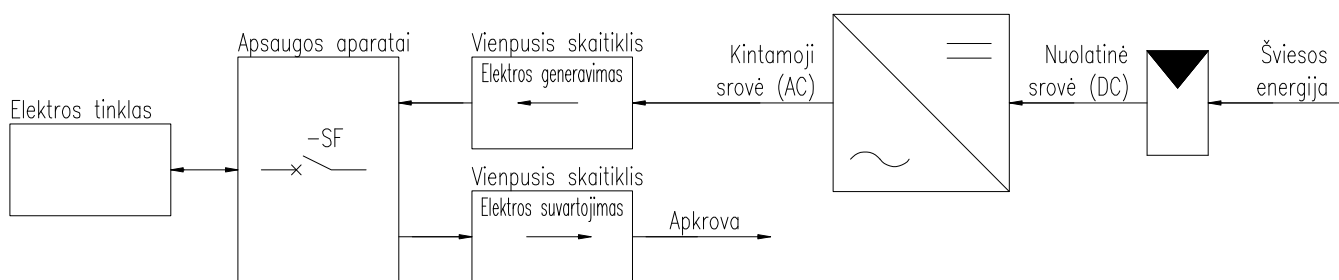 Elektros tinklas
Apsaugos aparatai
-SF
Vienpusis skaitiklis
Elektros generavimas
Vienpusis skaitiklis
Elektros suvartojimas
Apkrova
Kintamoji
srovė (AC)
Nuolatinė
srovė (DC)
Šviesos
energija